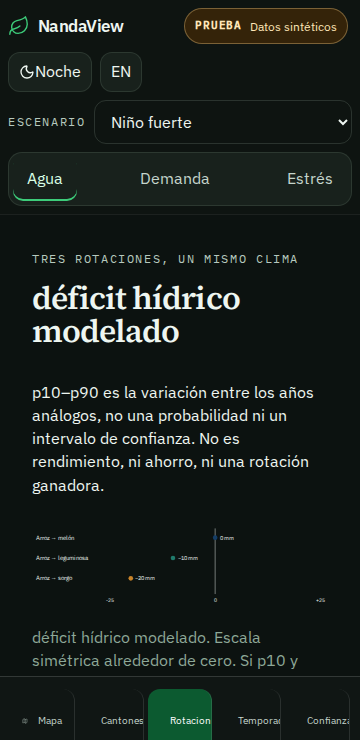 NandaView
PRUEBA Datos sintéticos
Noche
EN
ESCENARIO
Niño fuerte
Agua
Demanda
Estrés
TRES ROTACIONES, UN MISMO CLIMA
déficit hídrico
modelado
p10–p90 es la variación entre los años
análogos, no una probabilidad ni un
intervalo de confianza. No es
rendimiento, ni ahorro, ni una rotación
ganadora.
Arroz → melón
0 mm
Arroz → leguminosa
−10 mm
Arroz → sorgo
−20 mm
-25
0
+25
déficit hídrico modelado. Escala
simétrica alrededor de cero. Si p10 y
Mapa
Cantones
Rotacion
Tempora
Confianza